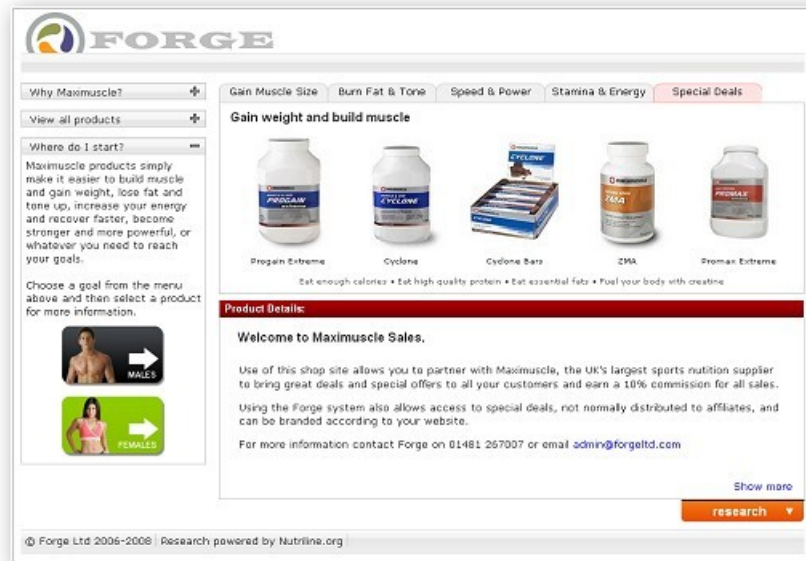 FORGE
Why Maximuscle?
View all products
Where do I start?
Maximuscle products simply
make it easier to build muscle
and gain weight, lose fat and
tone up, increase your energy
and recover faster, become
stronger and more powerful, or
whatever you need to reach
your goals.
Choose a goal from the menu
above and then select a product
for more information.
MALES
FEMALES
Gain Muscle Size
Burn Fat & Tone
Speed & Power
Stamina & Energy
Special Deals
Gain weight and build muscle
PROGAIN
CYCLONE
CYCLONE
ZMA
PROMAX
Progain Extreme
Cyclone
Cyclone Bars
ZMA
Promax Extreme
Eat enough calories • Eat high quality protein • Eat essential fats • Fuel your body with creatine
Product Details:
Welcome to Maximuscle Sales.
Use of this shop site allows you to partner with Maximuscle, the UK's largest sports nutition supplier
to bring great deals and special offers to all your customers and earn a 10% commission for all sales.
Using the Forge system also allows access to special deals, not normally distributed to affiliates, and
can be branded according to your website.
For more information contact Forge on 01481 267007 or email admin@forgeltd.com
Show more
research
© Forge Ltd 2006-2008 Research powered by Nutriline.org